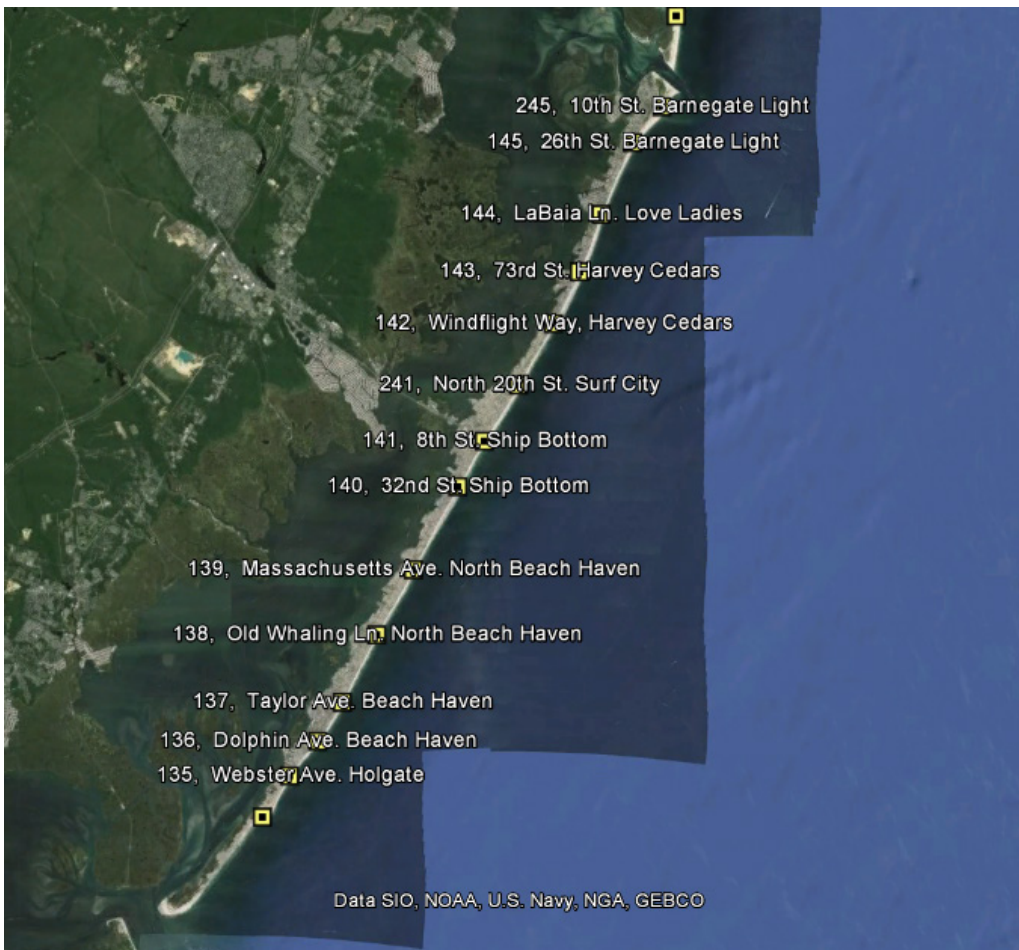 245, 10th St. Barnegate Light
145, 26th St. Barnegate Light
144, LaBaia Ln. Love Ladies
143, 73rd St. Harvey Cedars
142, Windflight Way, Harvey Cedars
241, North 20th St. Surf City
141, 8th St. Ship Bottom
140, 32nd St. Ship Bottom
139, Massachusetts Ave. North Beach Haven
138, Old Whaling Ln, North Beach Haven
137, Taylor Ave. Beach Haven
136, Dolphin Ave. Beach Haven
135, Webster Ave. Holgate
Data SIO, NOAA, U.S. Navy, NGA, GEBCO